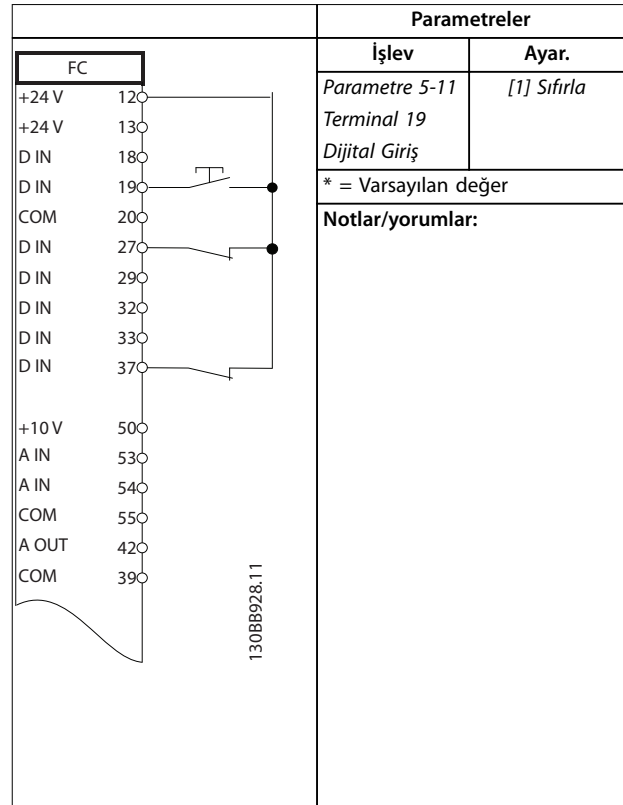 FC
+24 V 12
+24 V 13
D IN 18
D IN 19
COM 20
D IN 27
D IN 29
D IN 32
D IN 33
D IN 37
+10 V 50
A IN 53
A IN 54
COM 55
A OUT 42
COM 39
130BB928.11
Parametreler
İşlev Ayar.
Parametre 5-11 [1] Sıfırla
Terminal 19
Dijital Giriş
* = Varsayılan değer
Notlar/yorumlar: